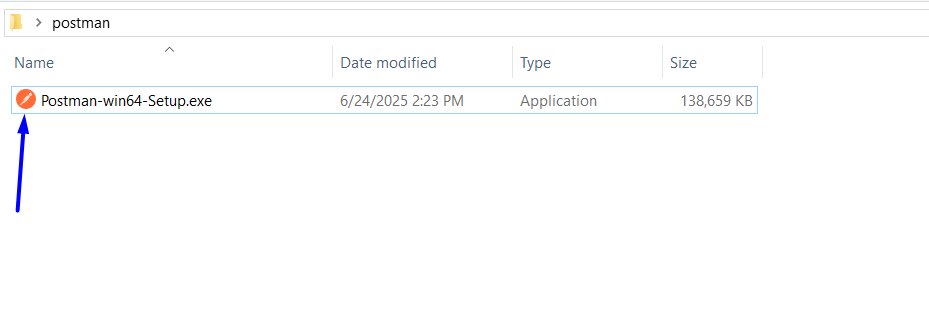 postman
Name Date modified Type Size
Postman-win64-Setup.exe 6/24/2025 2:23 PM Application 138,659 KB